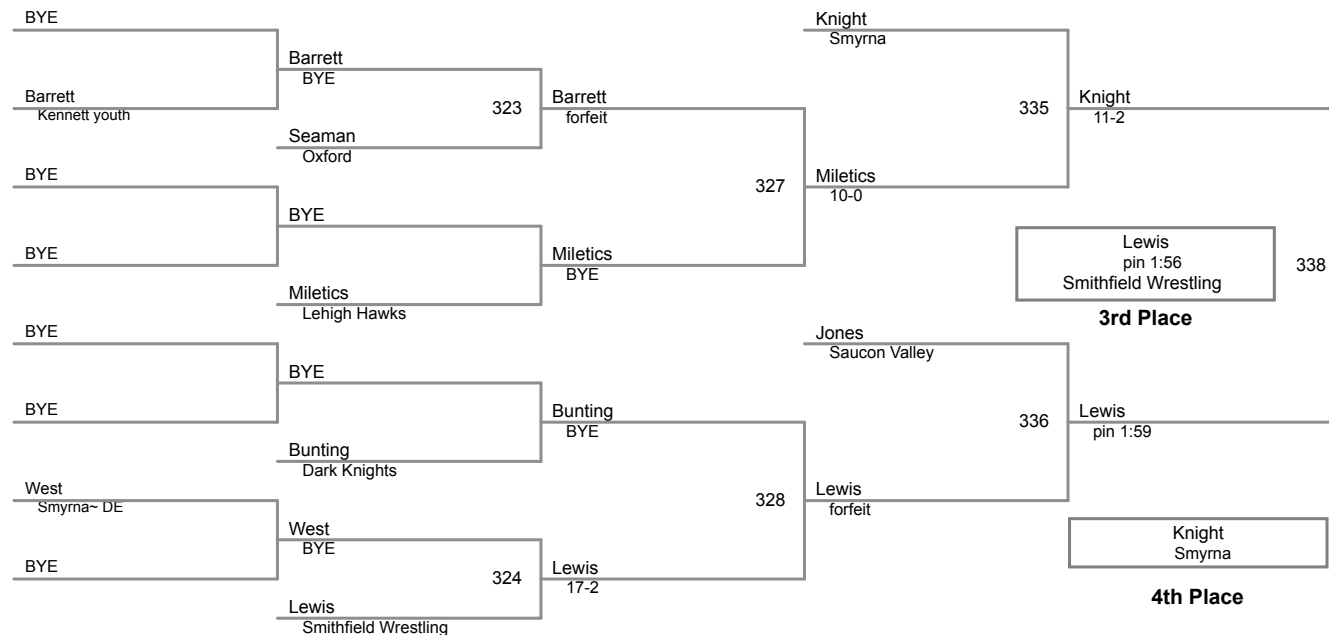 BYE
Knight
Smyrna
Barrett
BYE
Barrett
Kennett youth
323
Barrett
forfeit
335
Knight
11-2
Seaman
Oxford
BYE
327
Miletics
10-0
BYE
Lewis
pin 1:56
Smithfield Wrestling
338
3rd Place
BYE
Miletics
BYE
Miletics
Lehigh Hawks
BYE
Jones
Saucon Valley
BYE
BYE
Bunting
BYE
336
Lewis
pin 1:59
Bunting
Dark Knights
West
Smyrna~ DE
328
Lewis
forfeit
West
BYE
Knight
Smyrna
4th Place
BYE
324
Lewis
17-2
Lewis
Smithfield Wrestling